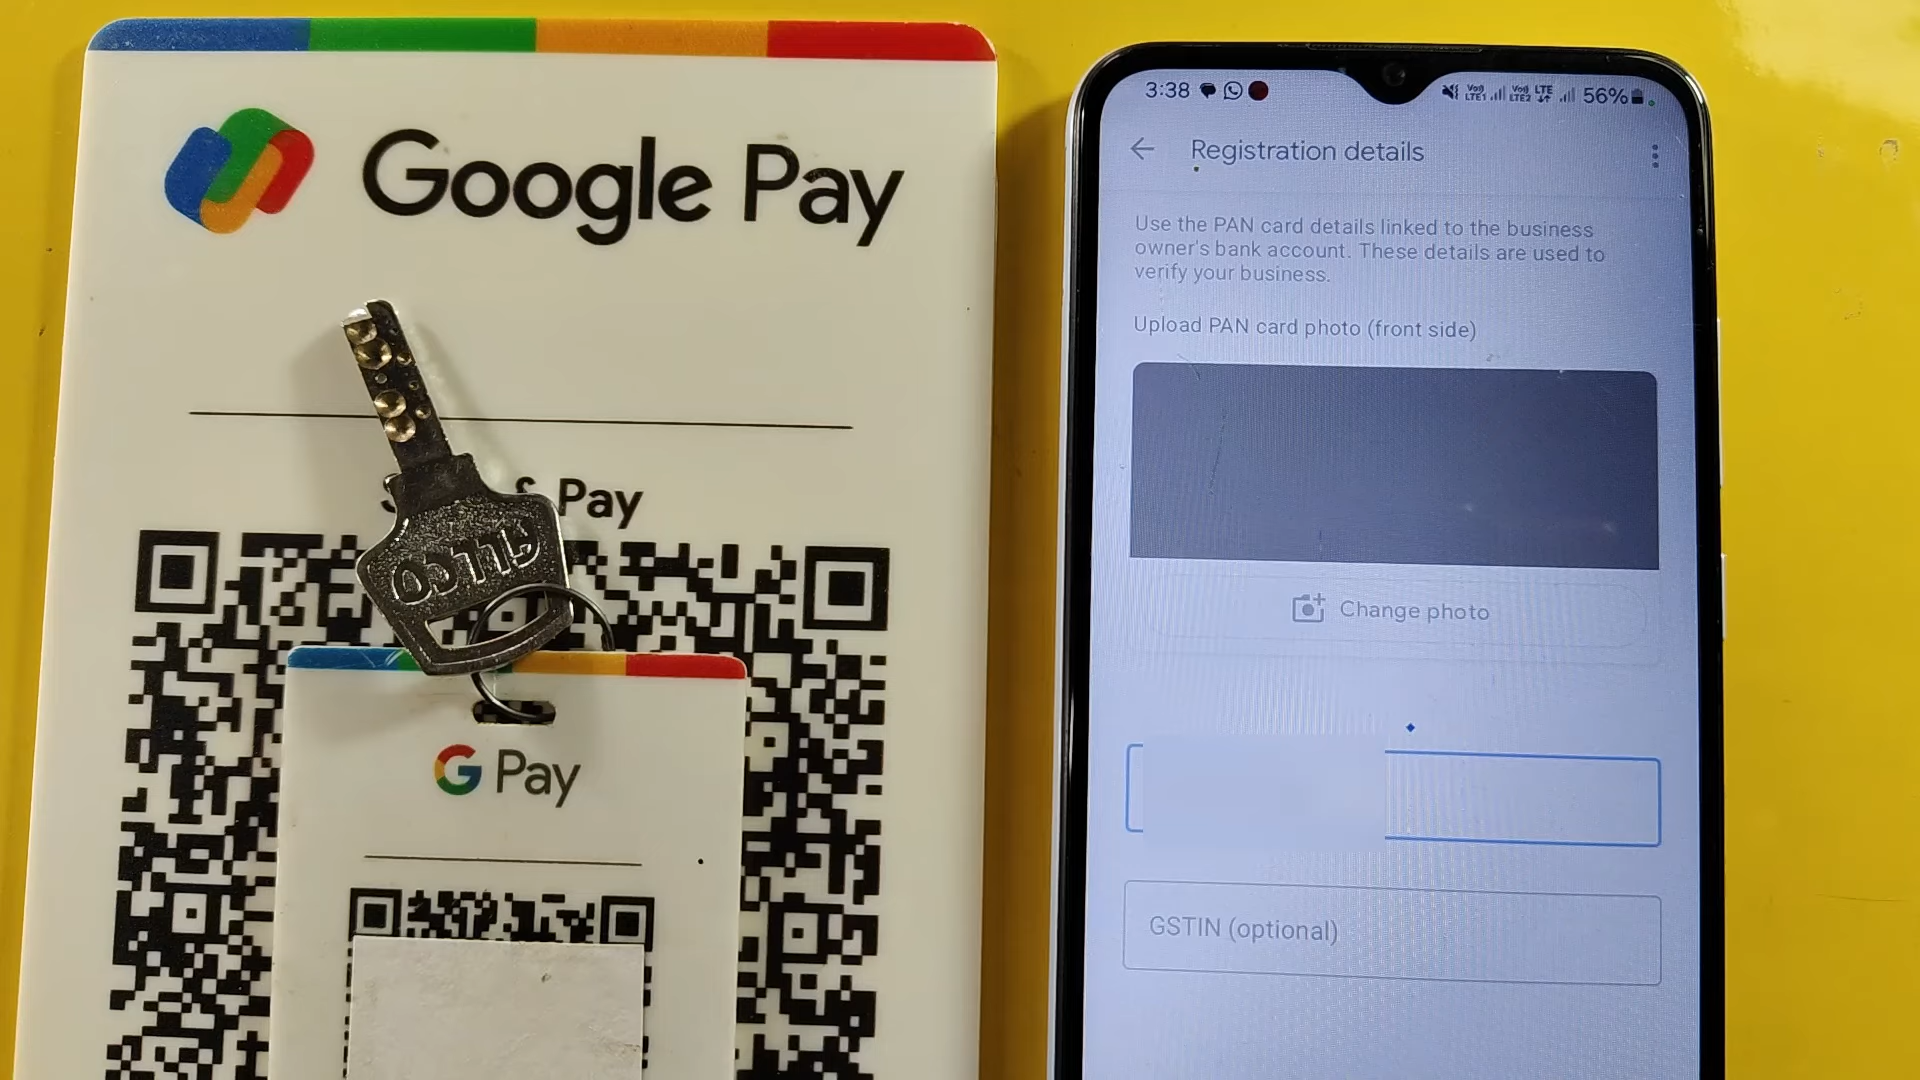 Google Pay
& Pay
G Pay
3:38
56%
Registration details
Use the PAN card details linked to the business
owner's bank account. These details are used to
verify your business.
Upload PAN card photo (front side)
Change photo
GSTIN (optional)